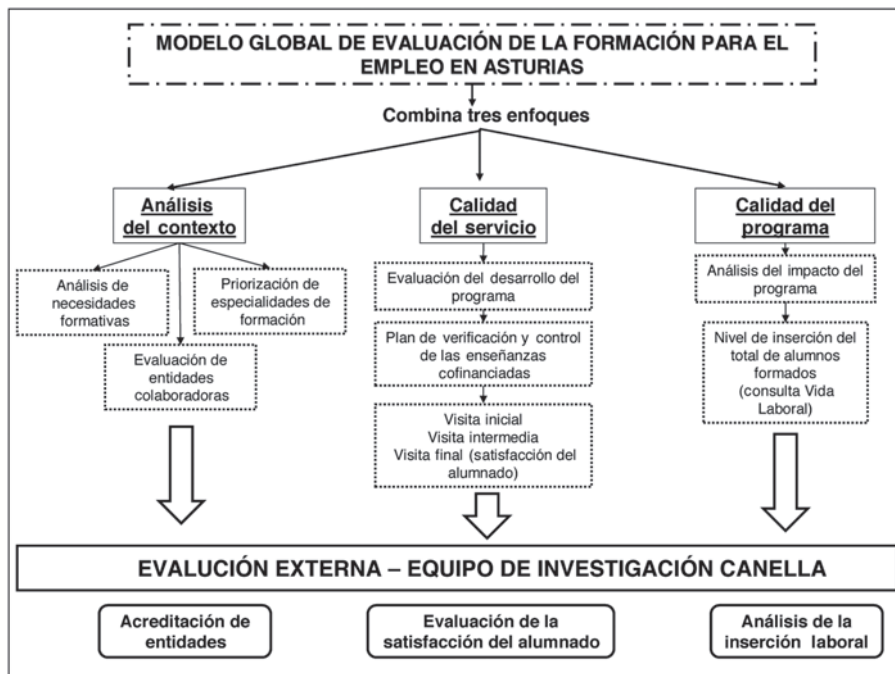 MODELO GLOBAL DE EVALUACIÓN DE LA FORMACIÓN PARA EL
EMPLEO EN ASTURIAS
Combina tres enfoques
Análisis
del contexto
Análisis de
necesidades
formativas
Priorización de
especialidades de
formación
Evaluación de
entidades
colaboradoras
Calidad
del servicio
Evaluación del desarrollo del
programa
Plan de verificación y control
de las enseñanzas
cofinanciadas
Visita inicial
Visita intermedia
Visita final (satisfacción del
alumnado)
Calidad del
programa
Análisis del impacto del
programa
Nivel de inserción del
total de alumnos
formados
(consulta Vida
Laboral)
EVALUCIÓN EXTERNA – EQUIPO DE INVESTIGACIÓN CANELLA
Acreditación de
entidades
Evaluación de la
satisfacción del alumnado
Análisis de la
inserción laboral